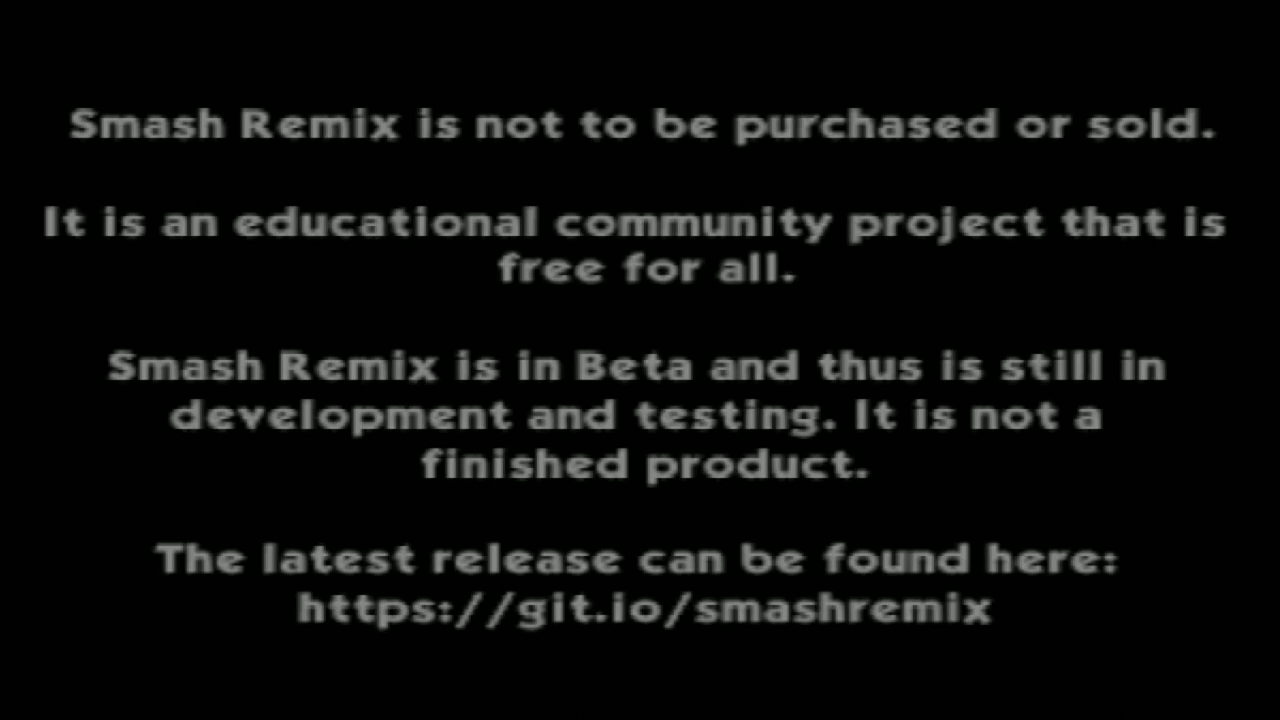 Smash Remix is not to be purchased or sold.
It is an educational community project that is
free for all.
Smash Remix is in Beta and thus is still in
development and testing. It is not a
finished product.
The latest release can be found here:
https://git.io/smashremix